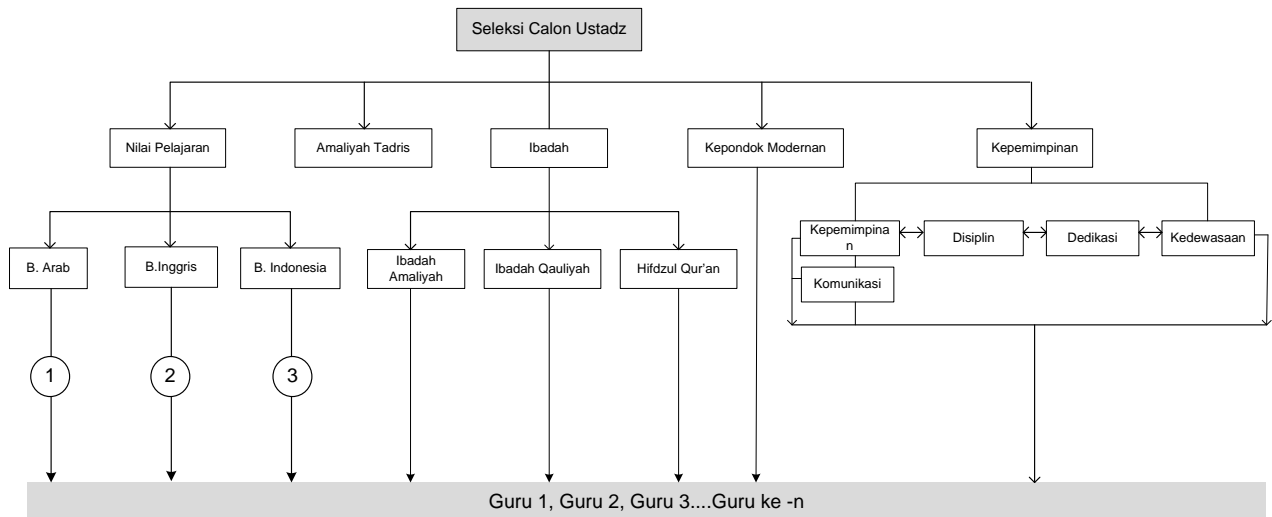 Seleksi Calon Ustadz
Nilai Pelajaran
Amaliyah Tadris
Ibadah
Kepondok Modernan
Kepemimpinan
B. Arab
B.Inggris
B. Indonesia
Ibadah
Amaliyah
Ibadah Qauliyah
Hifdzul Qur'an
Kepemimpina
n
Disiplin
Dedikasi
Kedewasaan
Komunikasi
1
2
3
Guru 1, Guru 2, Guru 3....Guru ke -n